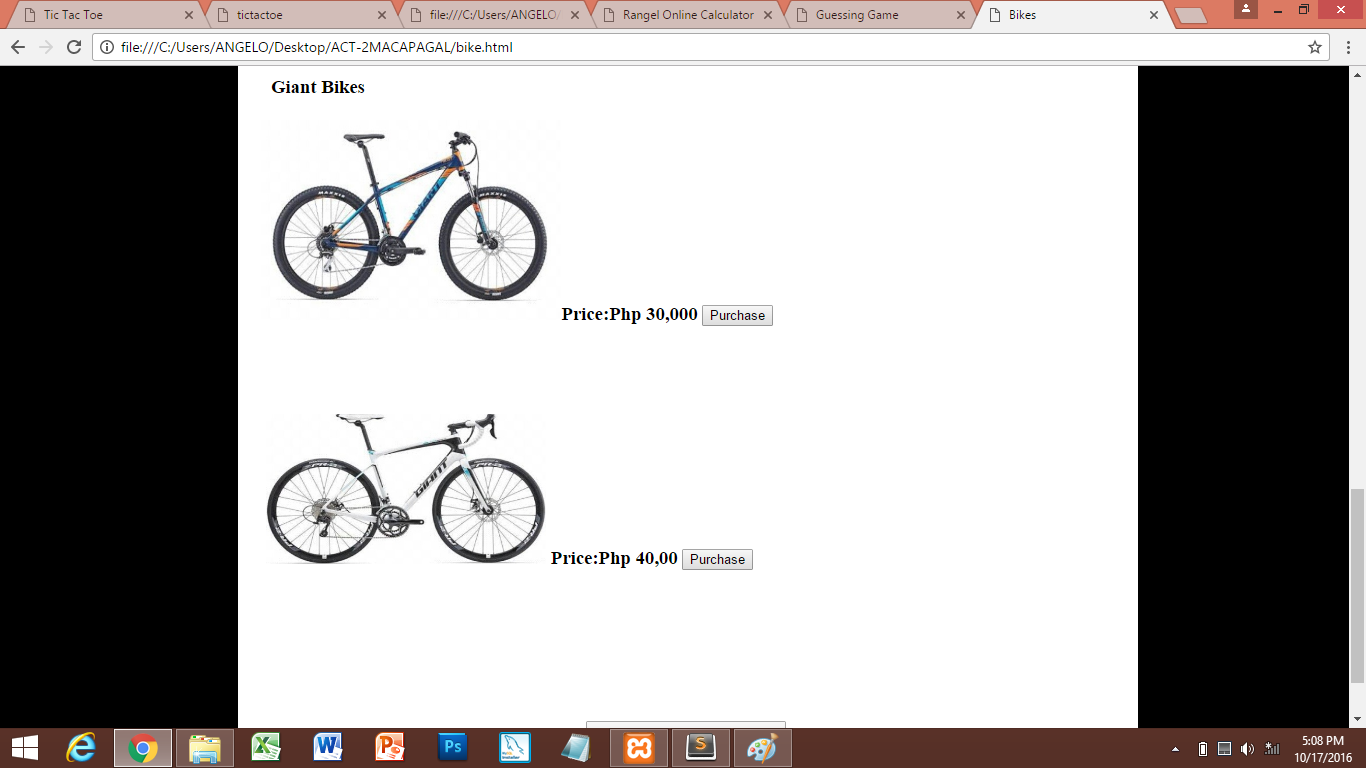 Tic Tac Toe
tictactoe
file:///C:/Users/ANGELO/
Rangel Online Calculator
Guessing Game
Bikes
file:///C:/Users/ANGELO/Desktop/ACT-2MACAPAGAL/bike.html
Giant Bikes
MAXXIS
MAXXIS
GIANT
Price:Php 30,000 Purchase
GIANT
Price:Php 40,00 Purchase
Ps
S
5:08 PM
10/17/2016